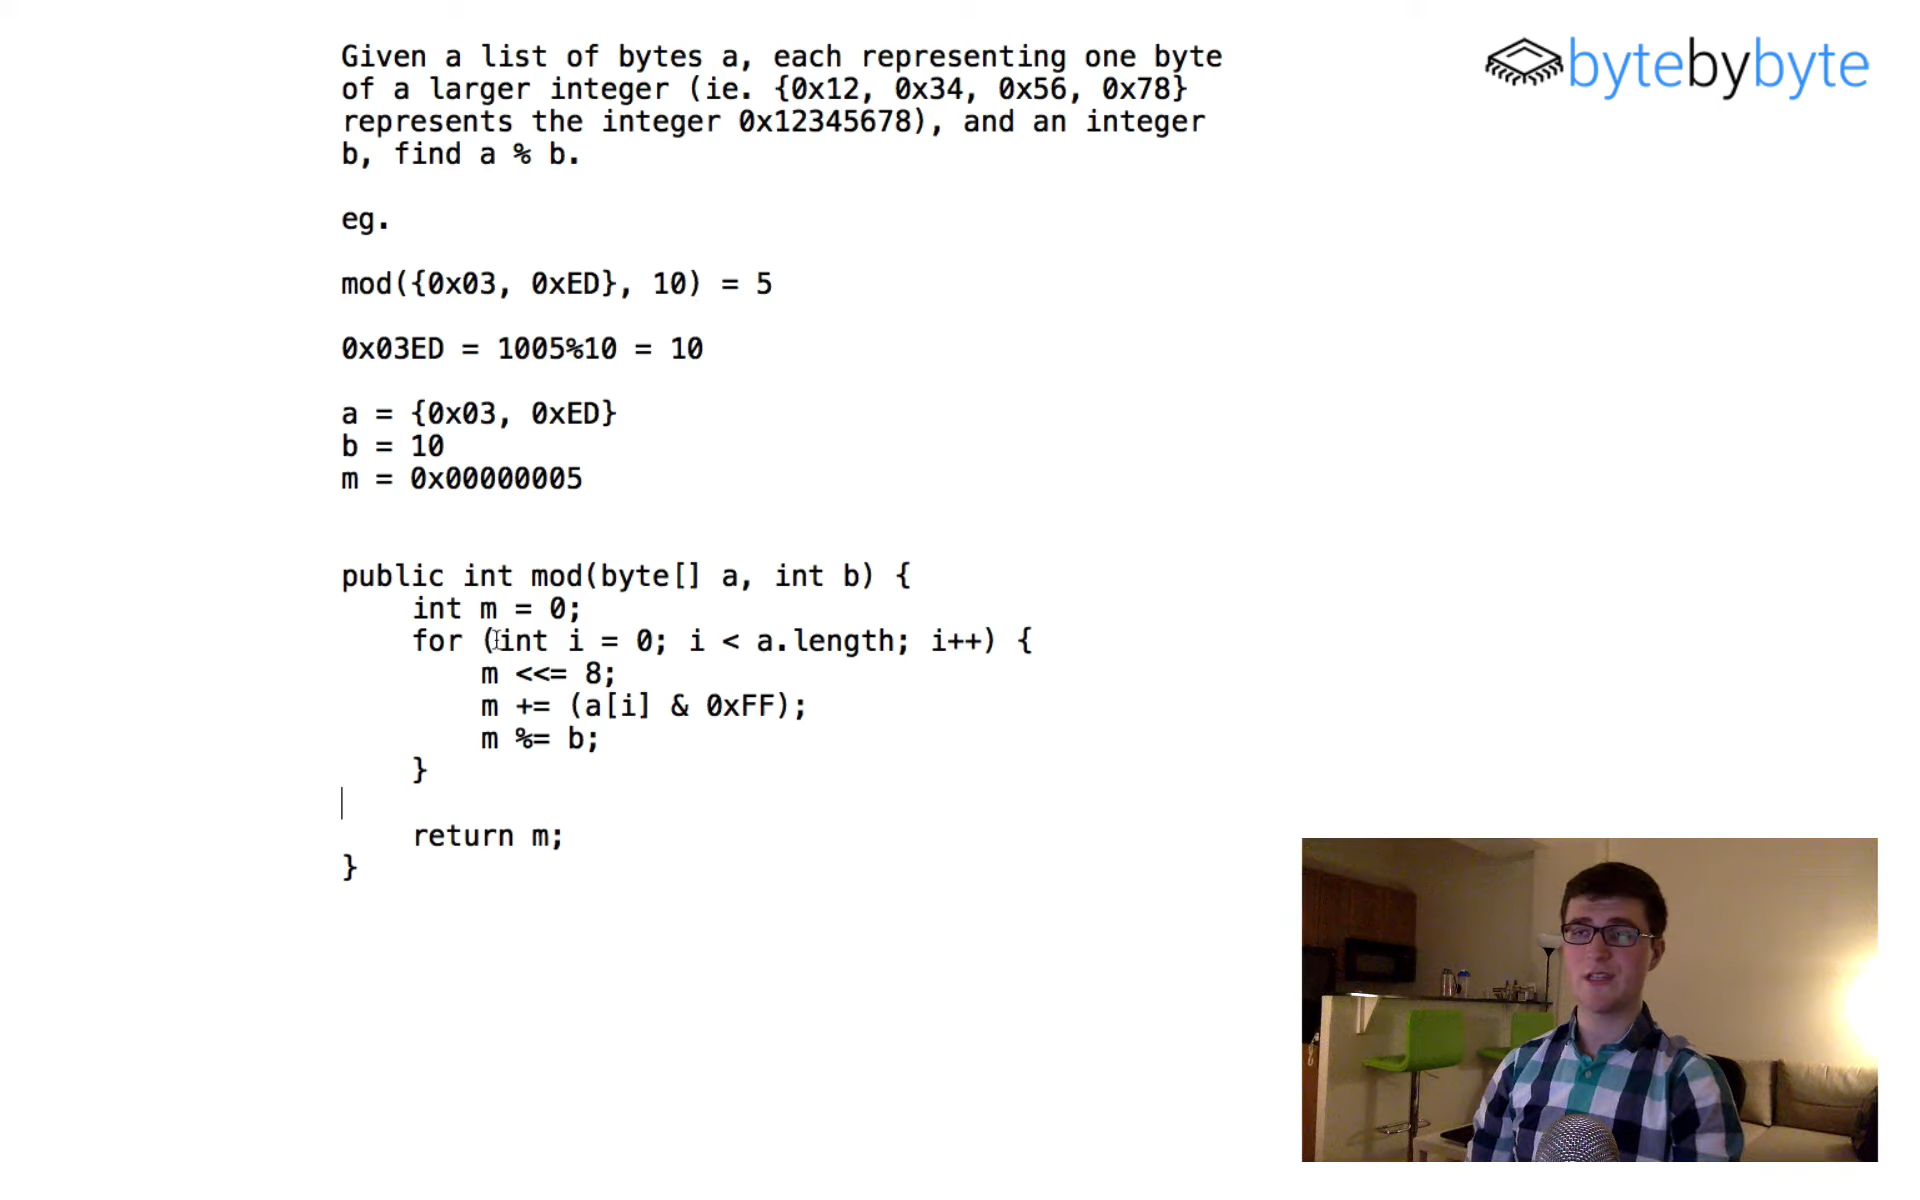 Given a list of bytes a, each representing one byte
of a larger integer (ie. {0x12, 0x34, 0x56, 0x78}
represents the integer 0x12345678), and an integer
b, find a % b.
eg.
mod({0x03, 0xED}, 10) = 5
0x03ED = 1005%10 = 10
a = {0x03, 0xED}
b = 10
m = 0x00000005
public int mod(byte[] a, int b) {
int m = 0;
for (int i = 0; i < a.length; i++) {
m <<= 8;
m += (a[i] & 0xFF);
m %= b;
}
return m;
}
bytebybyte